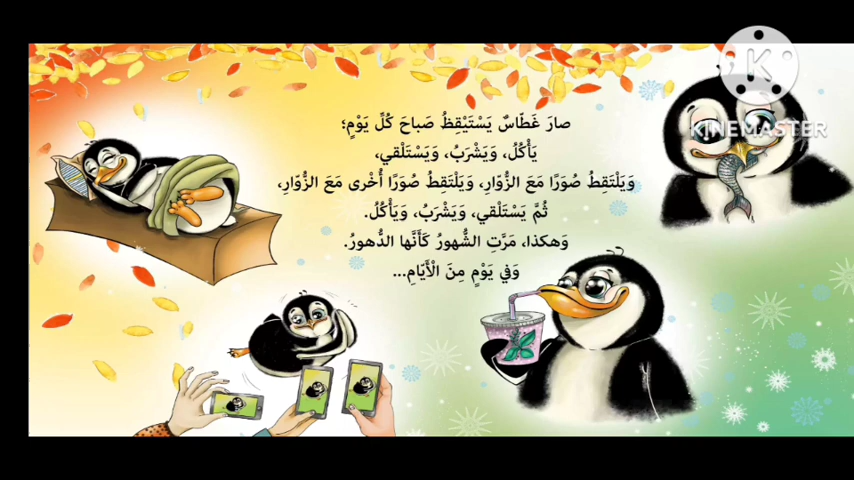 صارَ غَطّاسٌ يَسْتَيْقِظُ صَباحَ كُلِّ يَوْمٍ؛
يَأْكُلُ، وَيَشْرَبُ، وَيَسْتَلْقي،
وَيَلْتَقِطُ صُوَرًا مَعَ الزُّوّارِ، وَيَلْتَقِطُ صُوَرًا أُخْرى مَعَ الزُّوّارِ،
ثُمَّ يَسْتَلْقي، وَيَشْرَبُ، وَيَأْكُلُ.
وَهكذا، مَرَّتِ الشُّهورُ كَأَنَّها الدُّهورُ.
وَفي يَوْمٍ مِنَ الْأَيّامِ...
K
KINEMASTER